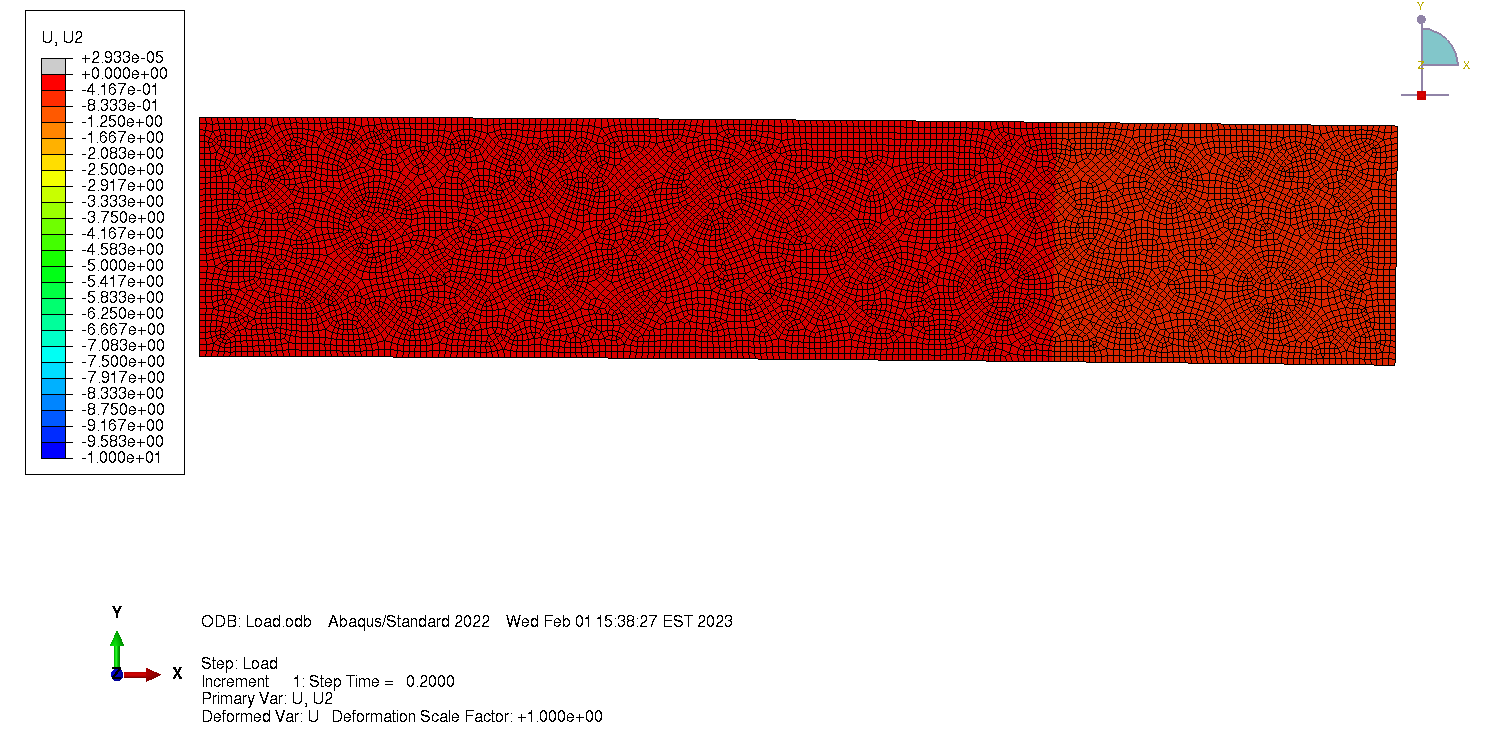 U, U2
+2.933e-05
+0.000e+00
-4.167e-01
-8.333e-01
-1.250e+00
-1.667e+00
-2.083e+00
-2.500e+00
-2.917e+00
-3.333e+00
-3.750e+00
-4.167e+00
-4.583e+00
-5.000e+00
-5.417e+00
-5.833e+00
-6.250e+00
-6.667e+00
-7.083e+00
-7.500e+00
-7.917e+00
-8.333e+00
-8.750e+00
-9.167e+00
-9.583e+00
-1.000e+01
Y
Z X
Y
Z X
ODB: Load.odb Abaqus/Standard 2022 Wed Feb 01 15:38:27 EST 2023
Step: Load
Increment 1: Step Time = 0.2000
Primary Var: U, U2
Deformed Var: U Deformation Scale Factor: +1.000e+00